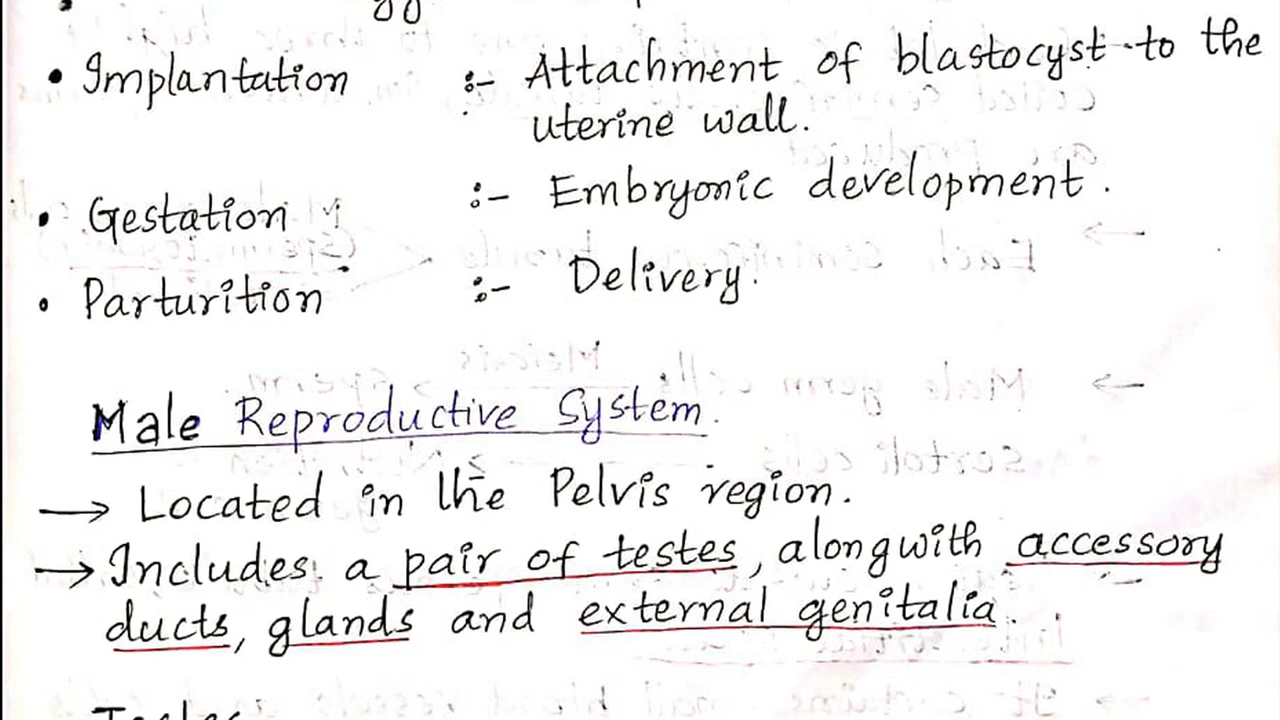 • Implantation :- Attachment of blastocyst to the
uterine wall.
• Gestation :- Embryonic development.
• Parturition :- Delivery.
Male Reproductive System.
→ Located in the Pelvis region.
→ Includes a pair of testes, alongwith accessory
ducts, glands and external genitalia.